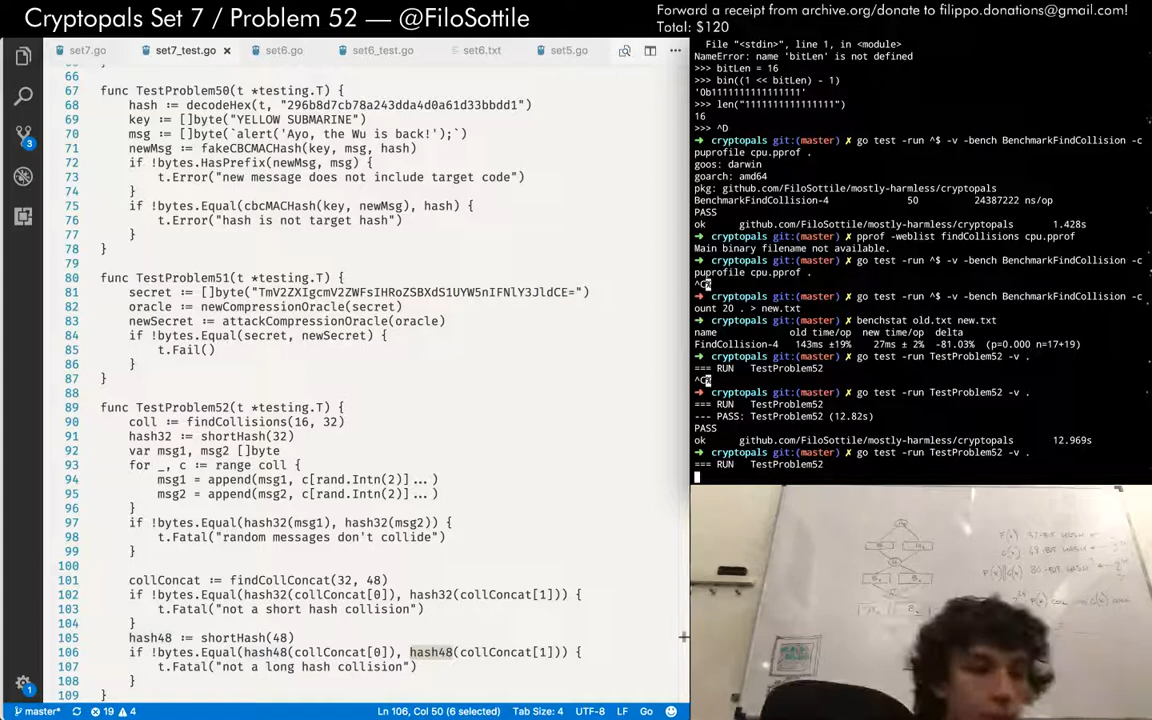 Cryptopals Set 7 / Problem 52 — @FiloSottile
Forward a receipt from archive.org/donate to filippo.donations@gmail.com!
Total: $120
set7.go
set7_test.go ×
set6.go
set6_test.go
set6.txt
set5.go
66
67 func TestProblem50(t *testing.T) {
68 hash := decodeHex(t, "296b8d7cb78a243dda4d0a61d33bbdd1")
69 key := []byte("YELLOW SUBMARINE")
70 msg := []byte(`alert('Ayo, the Wu is back!');`)
71 newMsg := fakeCBCMACHash(key, msg, hash)
72 if !bytes.HasPrefix(newMsg, msg) {
73 t.Error("new message does not include target code")
74 }
75 if !bytes.Equal(cbcMACHash(key, newMsg), hash) {
76 t.Error("hash is not target hash")
77 }
78 }
79
80 func TestProblem51(t *testing.T) {
81 secret := []byte("TmV2ZXIgcmV2ZWFsIHRoZSBXdS1UYW5nIFNlY3JldCE=")
82 oracle := newCompressionOracle(secret)
83 newSecret := attackCompressionOracle(oracle)
84 if !bytes.Equal(secret, newSecret) {
85 t.Fail()
86 }
87 }
88
89 func TestProblem52(t *testing.T) {
90 coll := findCollisions(16, 32)
91 hash32 := shortHash(32)
92 var msg1, msg2 []byte
93 for _, c := range coll {
94 msg1 = append(msg1, c[rand.Intn(2)]...)
95 msg2 = append(msg2, c[rand.Intn(2)]...)
96 }
97 if !bytes.Equal(hash32(msg1), hash32(msg2)) {
98 t.Fatal("random messages don't collide")
99 }
100
101 collConcat := findCollConcat(32, 48)
102 if !bytes.Equal(hash32(collConcat[0]), hash32(collConcat[1])) {
103 t.Fatal("not a short hash collision")
104 }
105 hash48 := shortHash(48)
106 if !bytes.Equal(hash48(collConcat[0]), hash48(collConcat[1])) {
107 t.Fatal("not a long hash collision")
108 }
109 }
3
1
master* 19 4
Ln 106, Col 50 (6 selected) Tab Size: 4 UTF-8 LF Go
File "<stdin>", line 1, in <module>
NameError: name 'bitLen' is not defined
>>> bitLen = 16
>>> bin((1 << bitLen) - 1)
'0b1111111111111111'
>>> len("1111111111111111")
16
>>> ^D
➜ cryptopals git:(master) ✗ go test -run ^$ -v -bench BenchmarkFindCollision -c
puprofile cpu.pprof .
goos: darwin
goarch: amd64
pkg: github.com/FiloSottile/mostly-harmless/cryptopals
BenchmarkFindCollision-4 50 24387222 ns/op
PASS
ok github.com/FiloSottile/mostly-harmless/cryptopals 1.428s
➜ cryptopals git:(master) ✗ pprof -weblist findCollisions cpu.pprof
Main binary filename not available.
➜ cryptopals git:(master) ✗ go test -run ^$ -v -bench BenchmarkFindCollision -c
puprofile cpu.pprof .
^C%
➜ cryptopals git:(master) ✗ go test -run ^$ -v -bench BenchmarkFindCollision -c
ount 20 . > new.txt
➜ cryptopals git:(master) ✗ benchstat old.txt new.txt
name old time/op new time/op delta
FindCollision-4 143ms ±19% 27ms ± 2% -81.03% (p=0.000 n=17+19)
➜ cryptopals git:(master) ✗ go test -run TestProblem52 -v .
=== RUN TestProblem52
^C%
➜ cryptopals git:(master) ✗ go test -run TestProblem52 -v .
=== RUN TestProblem52
--- PASS: TestProblem52 (12.82s)
PASS
ok github.com/FiloSottile/mostly-harmless/cryptopals 12.969s
➜ cryptopals git:(master) ✗ go test -run TestProblem52 -v .
=== RUN TestProblem52